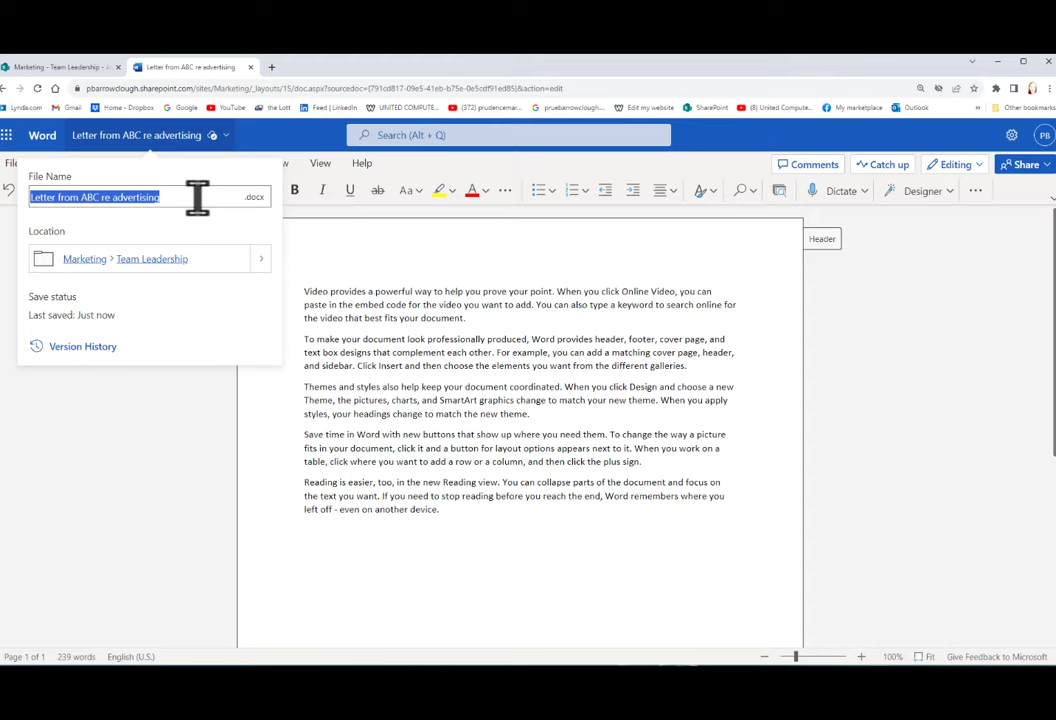 Marketing - Team Leadership - A
Letter from ABC re advertising
pbarrowclough.sharepoint.com/sites/Marketing/_layouts/15/doc.aspx?sourcedoc={791cd817-30e5-0915-41eb-b75e-0e5cdf91ed85}&action=edit
Lynda.com
Gmail
Home - Dropbox
Google
YouTube
the Lott
Feed | LinkedIn
UNITED COMPUTE...
(372) prudencemar...
pruebarrowclough....
Edit my website
SharePoint
(8) United Compute...
My marketplace
Outlook
Other bookmarks
Word
Letter from ABC re advertising
Search (Alt + Q)
PB
View
Help
Comments
Catch up
Editing
Share
File Name
Letter from ABC re advertising
.docx
B
I
U
ab
Aa
A
Dictate
Designer
Location
Marketing > Team Leadership
Save status
Last saved: Just now
Version History
Header
Video provides a powerful way to help you prove your point. When you click Online Video, you can
paste in the embed code for the video you want to add. You can also type a keyword to search online for
the video that best fits your document.
To make your document look professionally produced, Word provides header, footer, cover page, and
text box designs that complement each other. For example, you can add a matching cover page, header,
and sidebar. Click Insert and then choose the elements you want from the different galleries.
Themes and styles also help keep your document coordinated. When you click Design and choose a new
Theme, the pictures, charts, and SmartArt graphics change to match your new theme. When you apply
styles, your headings change to match the new theme.
Save time in Word with new buttons that show up where you need them. To change the way a picture
fits in your document, click it and a button for layout options appears next to it. When you work on a
table, click where you want to add a row or a column, and then click the plus sign.
Reading is easier, too, in the new Reading view. You can collapse parts of the document and focus on
the text you want. If you need to stop reading before you reach the end, Word remembers where you
left off - even on another device.
Page 1 of 1
239 words
English (U.S.)
100%
Fit
Give Feedback to Microsoft